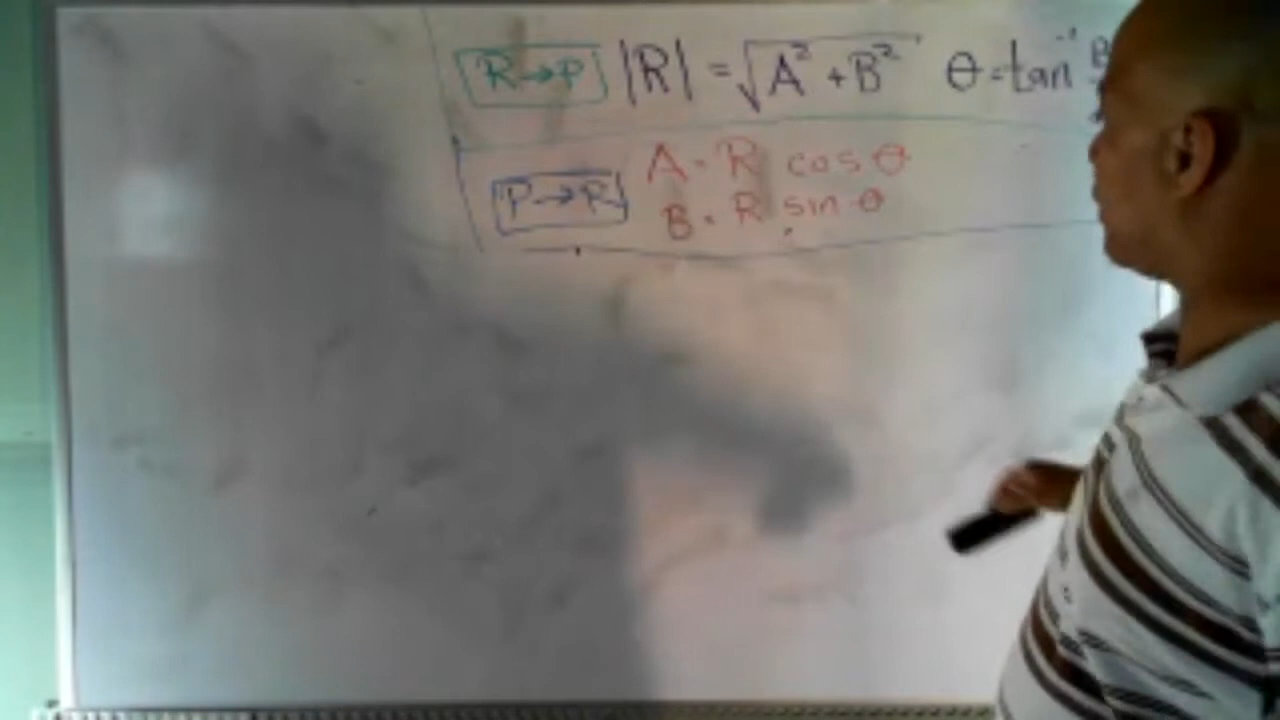 R→P |R| = √A² + B² θ = tan⁻¹ B
P→R A = R cos θ
B = R sin θ